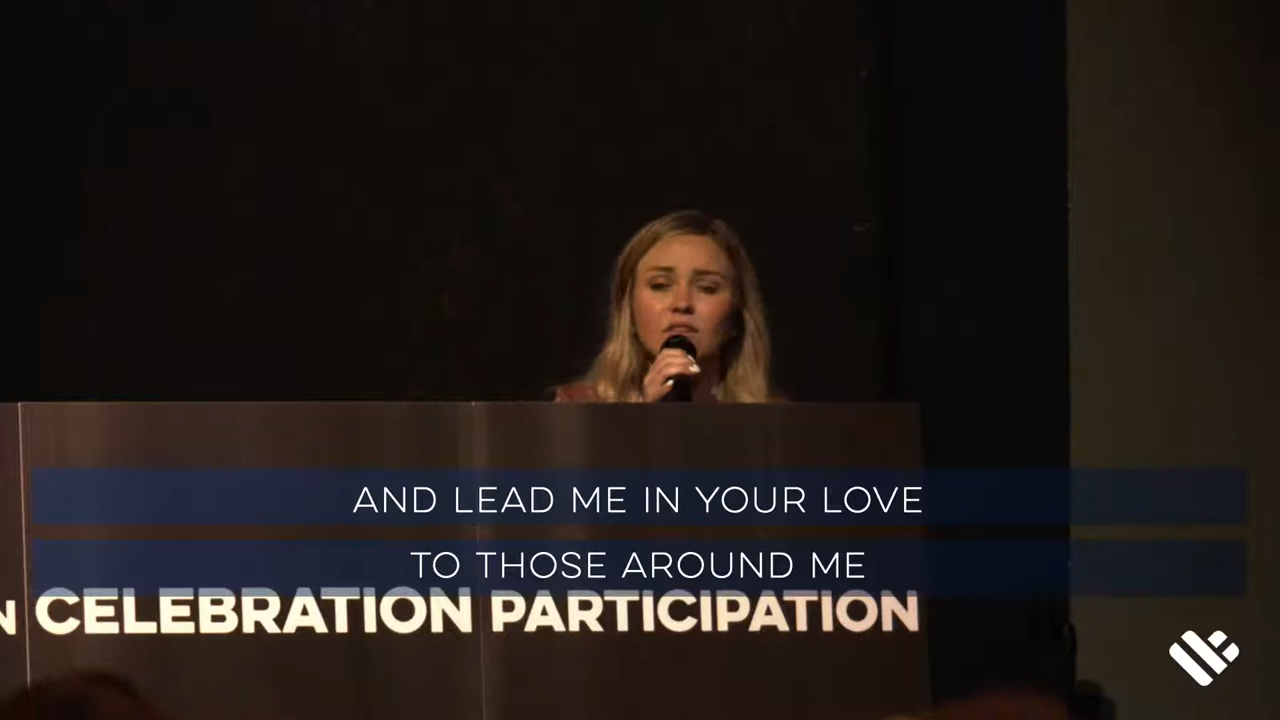 AND LEAD ME IN YOUR LOVE
TO THOSE AROUND ME
N CELEBRATION PARTICIPATION